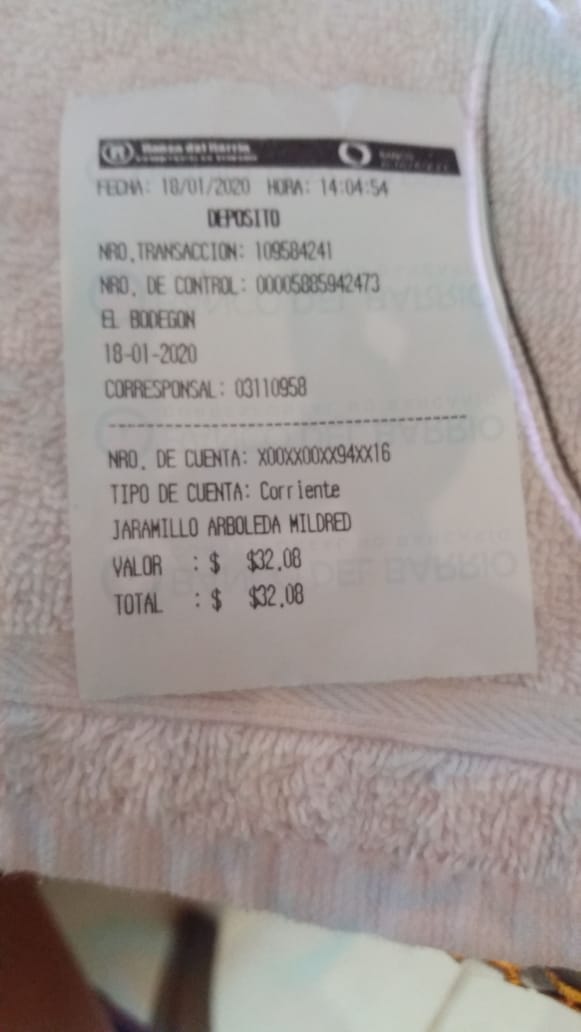 Banco del Barrio
BANCO
FECHA: 18/01/2020 HORA: 14:04:54
DEPOSITO
NRO.TRANSACCION: 109584241
NRO. DE CONTROL: 00005885942473
EL BODEGON
18-01-2020
CORRESPONSAL: 03110958
NRO. DE CUENTA: X00XX00XX94XX16
TIPO DE CUENTA: Corriente
JARAMILLO ARBOLEDA MILDRED
VALOR : $ $32.08
TOTAL : $ $32.08